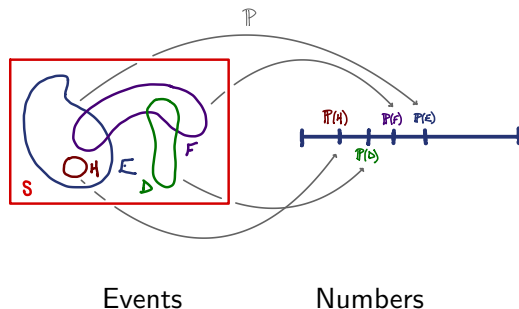 ℙ
ℙ(H) ℙ(F) ℙ(E)
ℙ(D)
H E F
S D
Events Numbers